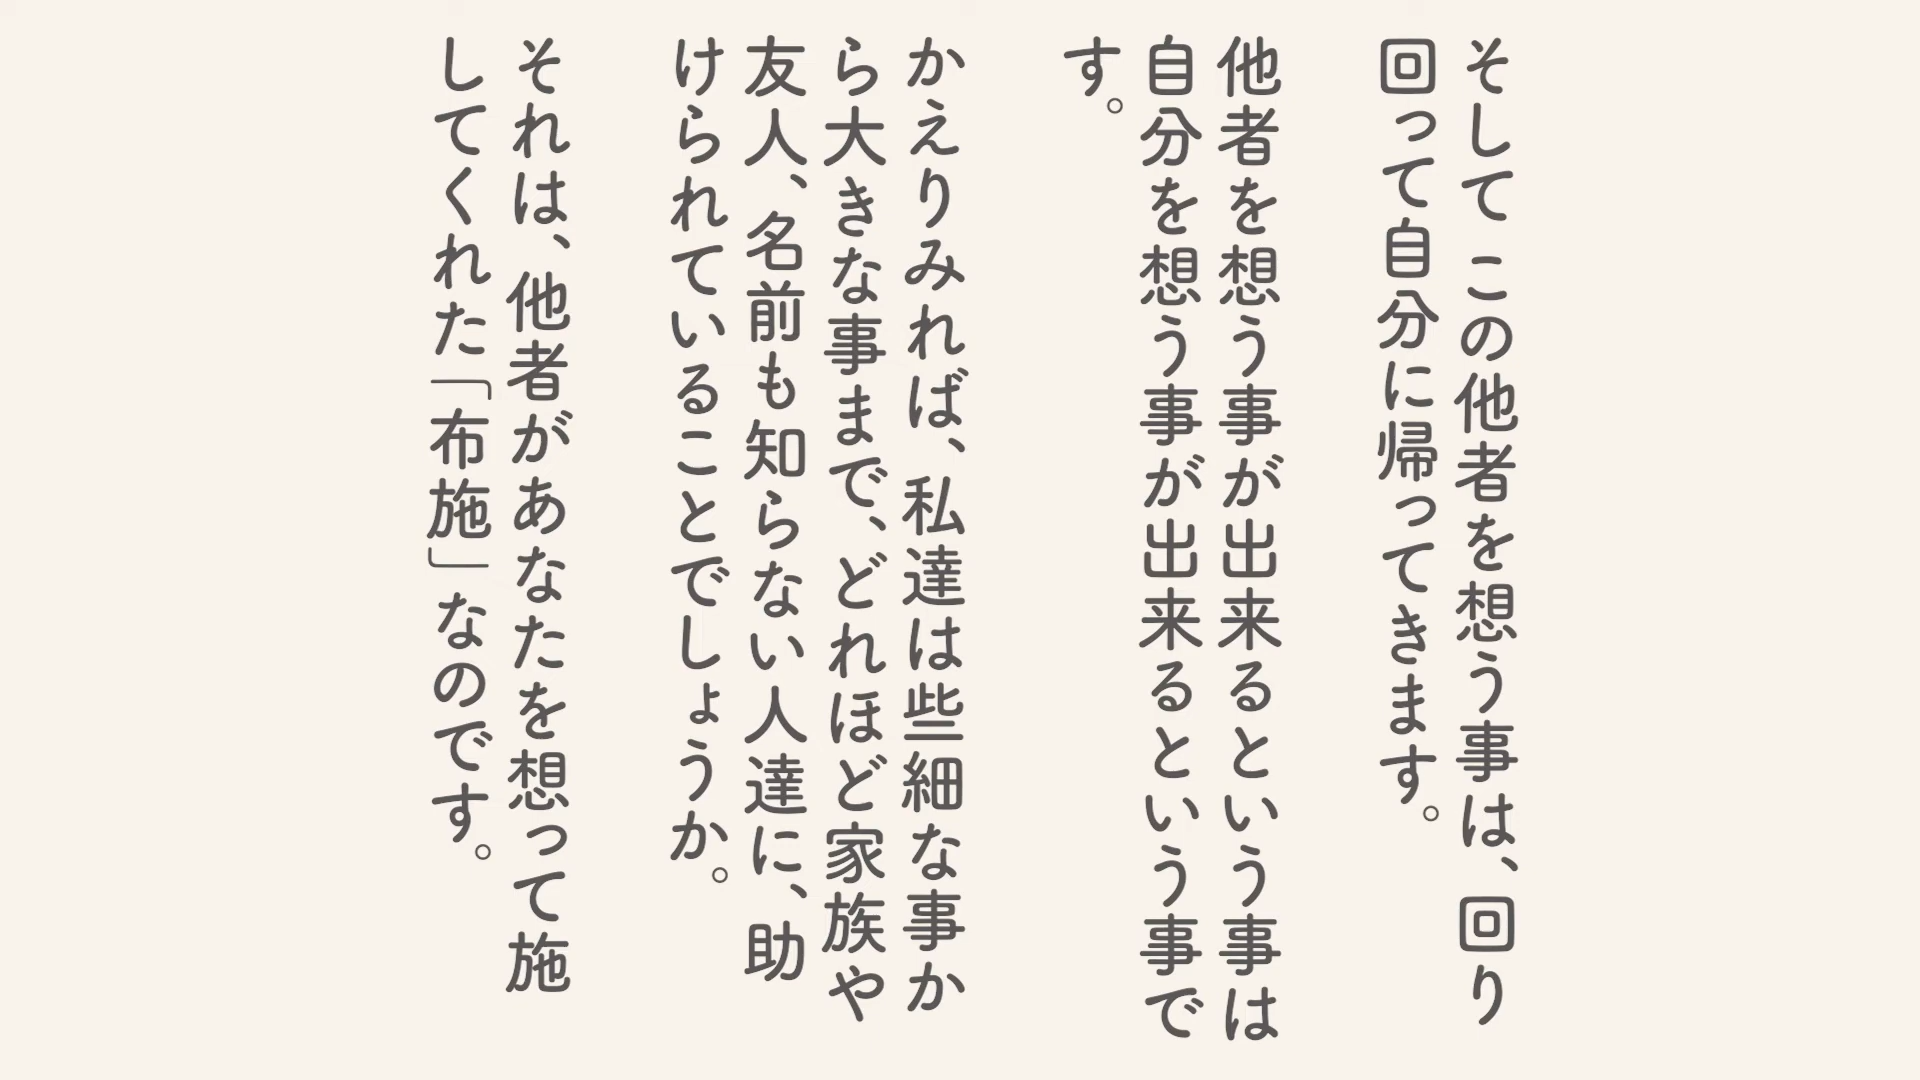 そして この他者を想う事は、回り
回って自分に帰ってきます。
他者を想う事が出来るという事は
自分を想う事が出来るという事で
す。
かえりみれば、私達は些細な事か
ら大きな事まで、どれほど家族や
友人、名前も知らない人達に、助
けられていることでしょうか。
それは、他者があなたを想って施
してくれた「布施」なのです。